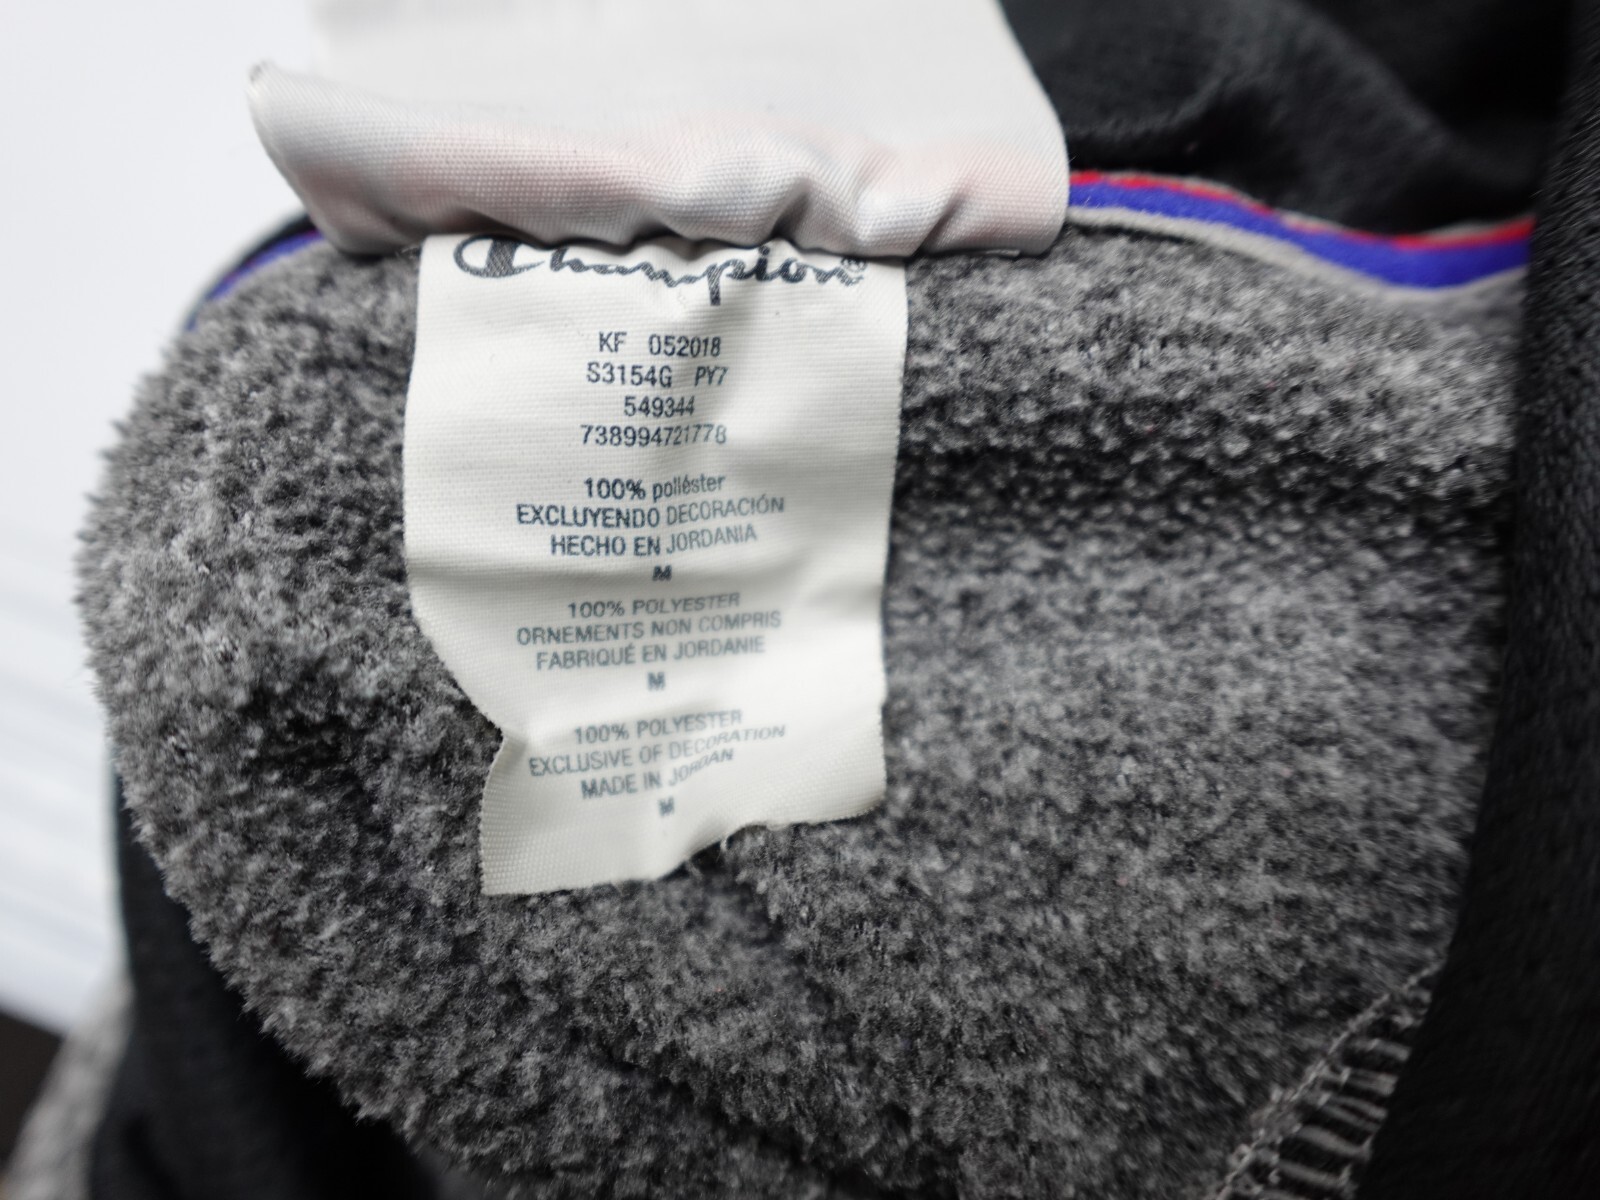 Champion®
KF 052018
S3154G PY7
549344
738994721778
100% poliéster
EXCLUYENDO DECORACIÓN
HECHO EN JORDANIA
M
100% POLYESTER
ORNEMENTS NON COMPRIS
FABRIQUÉ EN JORDANIE
M
100% POLYESTER
EXCLUSIVE OF DECORATION
MADE IN JORDAN
M